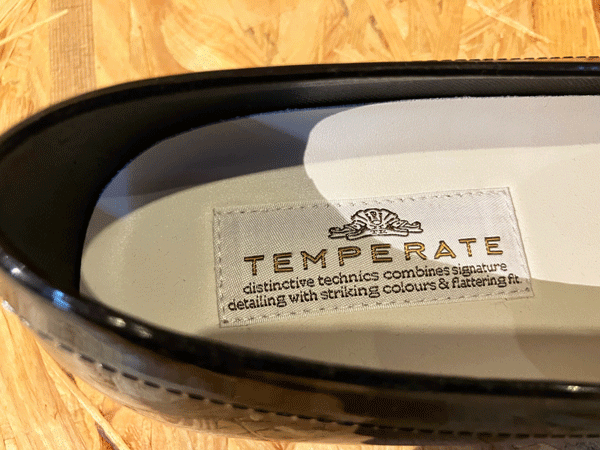 TEMPERATE
distinctive technics combines signature
detailing with striking colours & flattering fit.